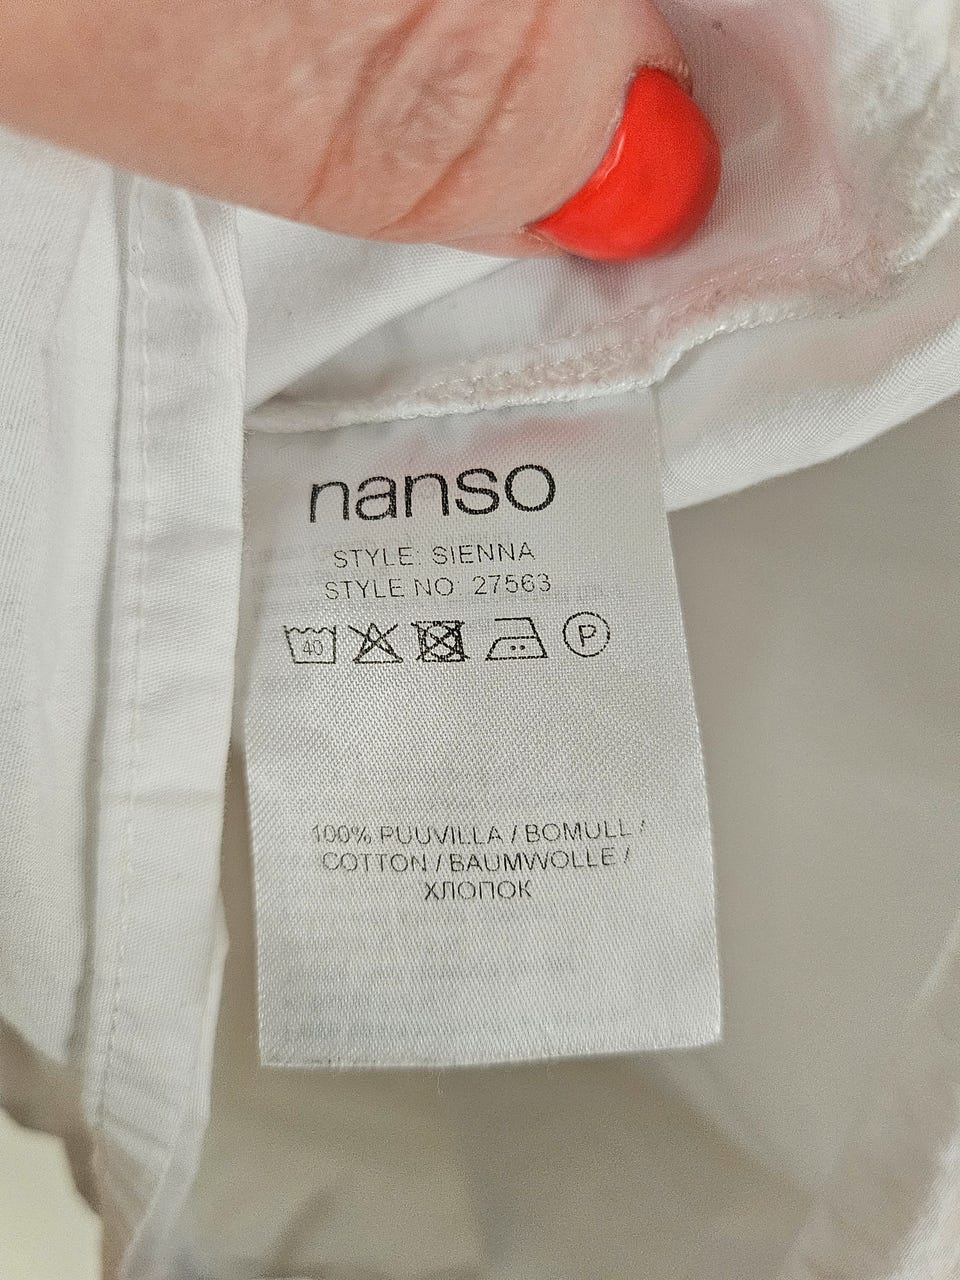 nanso
STYLE: SIENNA
STYLE NO: 27563
40 P
100% PUUVILLA / BOMULL /
COTTON / BAUMWOLLE /
ХЛОПОК